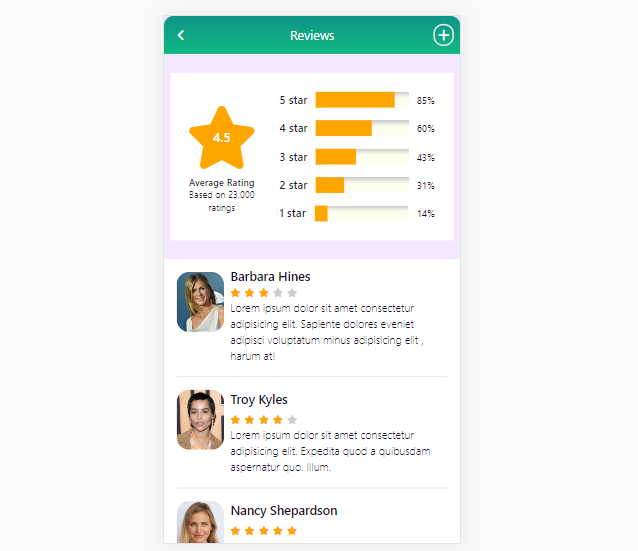 Reviews
5 star 85%
4 star 60%
4.5
3 star 43%
2 star 31%
Average Rating
Based on 23,000
ratings
1 star 14%
Barbara Hines
Lorem ipsum dolor sit amet consectetur
adipisicing elit. Sapiente dolores eveniet
adipisci voluptatum minus adipisicing elit ,
harum at!
Troy Kyles
Lorem ipsum dolor sit amet consectetur
adipisicing elit. Expedita quod a quibusdam
aspernatur quo. Illum.
Nancy Shepardson